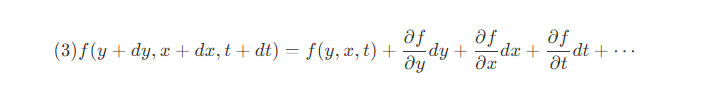 (3)f(y + dy, x + dx, t + dt) = f(y, x, t) + ∂f/∂y dy + ∂f/∂x dx + ∂f/∂t dt + ⋯